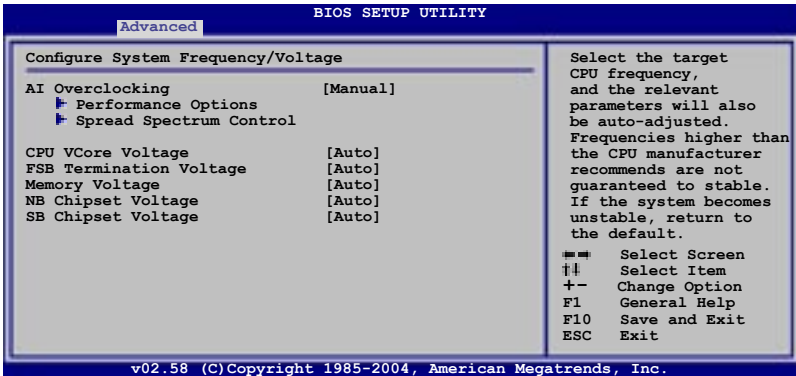 BIOS SETUP UTILITY
Advanced
Configure System Frequency/Voltage
AI Overclocking [Manual]
Performance Options
Spread Spectrum Control
CPU VCore Voltage [Auto]
FSB Termination Voltage [Auto]
Memory Voltage [Auto]
NB Chipset Voltage [Auto]
SB Chipset Voltage [Auto]
Select the target
CPU frequency,
and the relevant
parameters will also
be auto-adjusted.
Frequencies higher than
the CPU manufacturer
recommends are not
guaranteed to stable.
If the system becomes
unstable, return to
the default.
←→ Select Screen
↑↓ Select Item
+- Change Option
F1 General Help
F10 Save and Exit
ESC Exit
v02.58 (C)Copyright 1985-2004, American Megatrends, Inc.